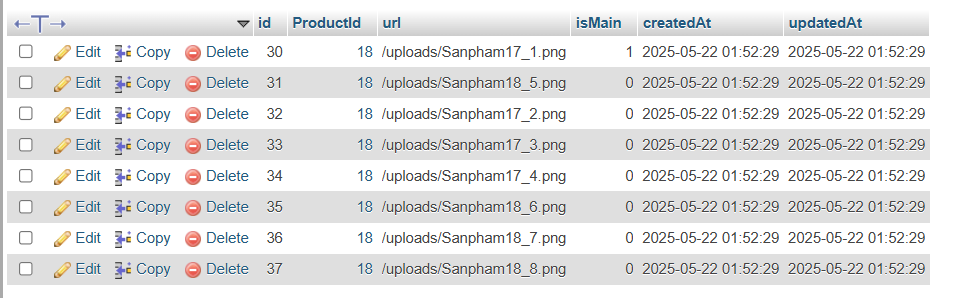 id ProductId url isMain createdAt updatedAt
Edit Copy Delete 30 18 /uploads/Sanpham17_1.png 1 2025-05-22 01:52:29 2025-05-22 01:52:29
Edit Copy Delete 31 18 /uploads/Sanpham18_5.png 0 2025-05-22 01:52:29 2025-05-22 01:52:29
Edit Copy Delete 32 18 /uploads/Sanpham17_2.png 0 2025-05-22 01:52:29 2025-05-22 01:52:29
Edit Copy Delete 33 18 /uploads/Sanpham17_3.png 0 2025-05-22 01:52:29 2025-05-22 01:52:29
Edit Copy Delete 34 18 /uploads/Sanpham17_4.png 0 2025-05-22 01:52:29 2025-05-22 01:52:29
Edit Copy Delete 35 18 /uploads/Sanpham18_6.png 0 2025-05-22 01:52:29 2025-05-22 01:52:29
Edit Copy Delete 36 18 /uploads/Sanpham18_7.png 0 2025-05-22 01:52:29 2025-05-22 01:52:29
Edit Copy Delete 37 18 /uploads/Sanpham18_8.png 0 2025-05-22 01:52:29 2025-05-22 01:52:29